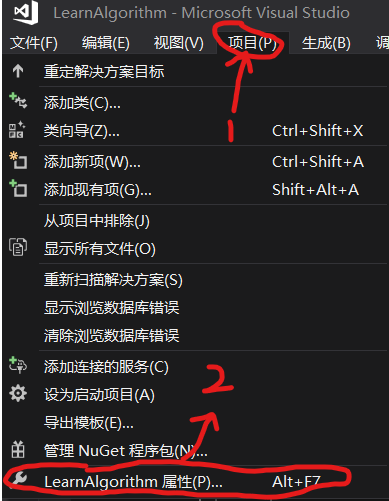 LearnAlgorithm - Microsoft Visual Studio
文件(F) 编辑(E) 视图(V) 项目(P) 生成(B) 调
重定解决方案目标
添加类(C)...
类向导(Z)... Ctrl+Shift+X
1
添加新项(W)... Ctrl+Shift+A
添加现有项(G)... Shift+Alt+A
从项目中排除(J)
显示所有文件(O)
重新扫描解决方案(S)
显示浏览数据库错误
清除浏览数据库错误
添加连接的服务(C)
2
设为启动项目(A)
导出模板(E)...
管理 NuGet 程序包(N)...
LearnAlgorithm 属性(P)... Alt+F7